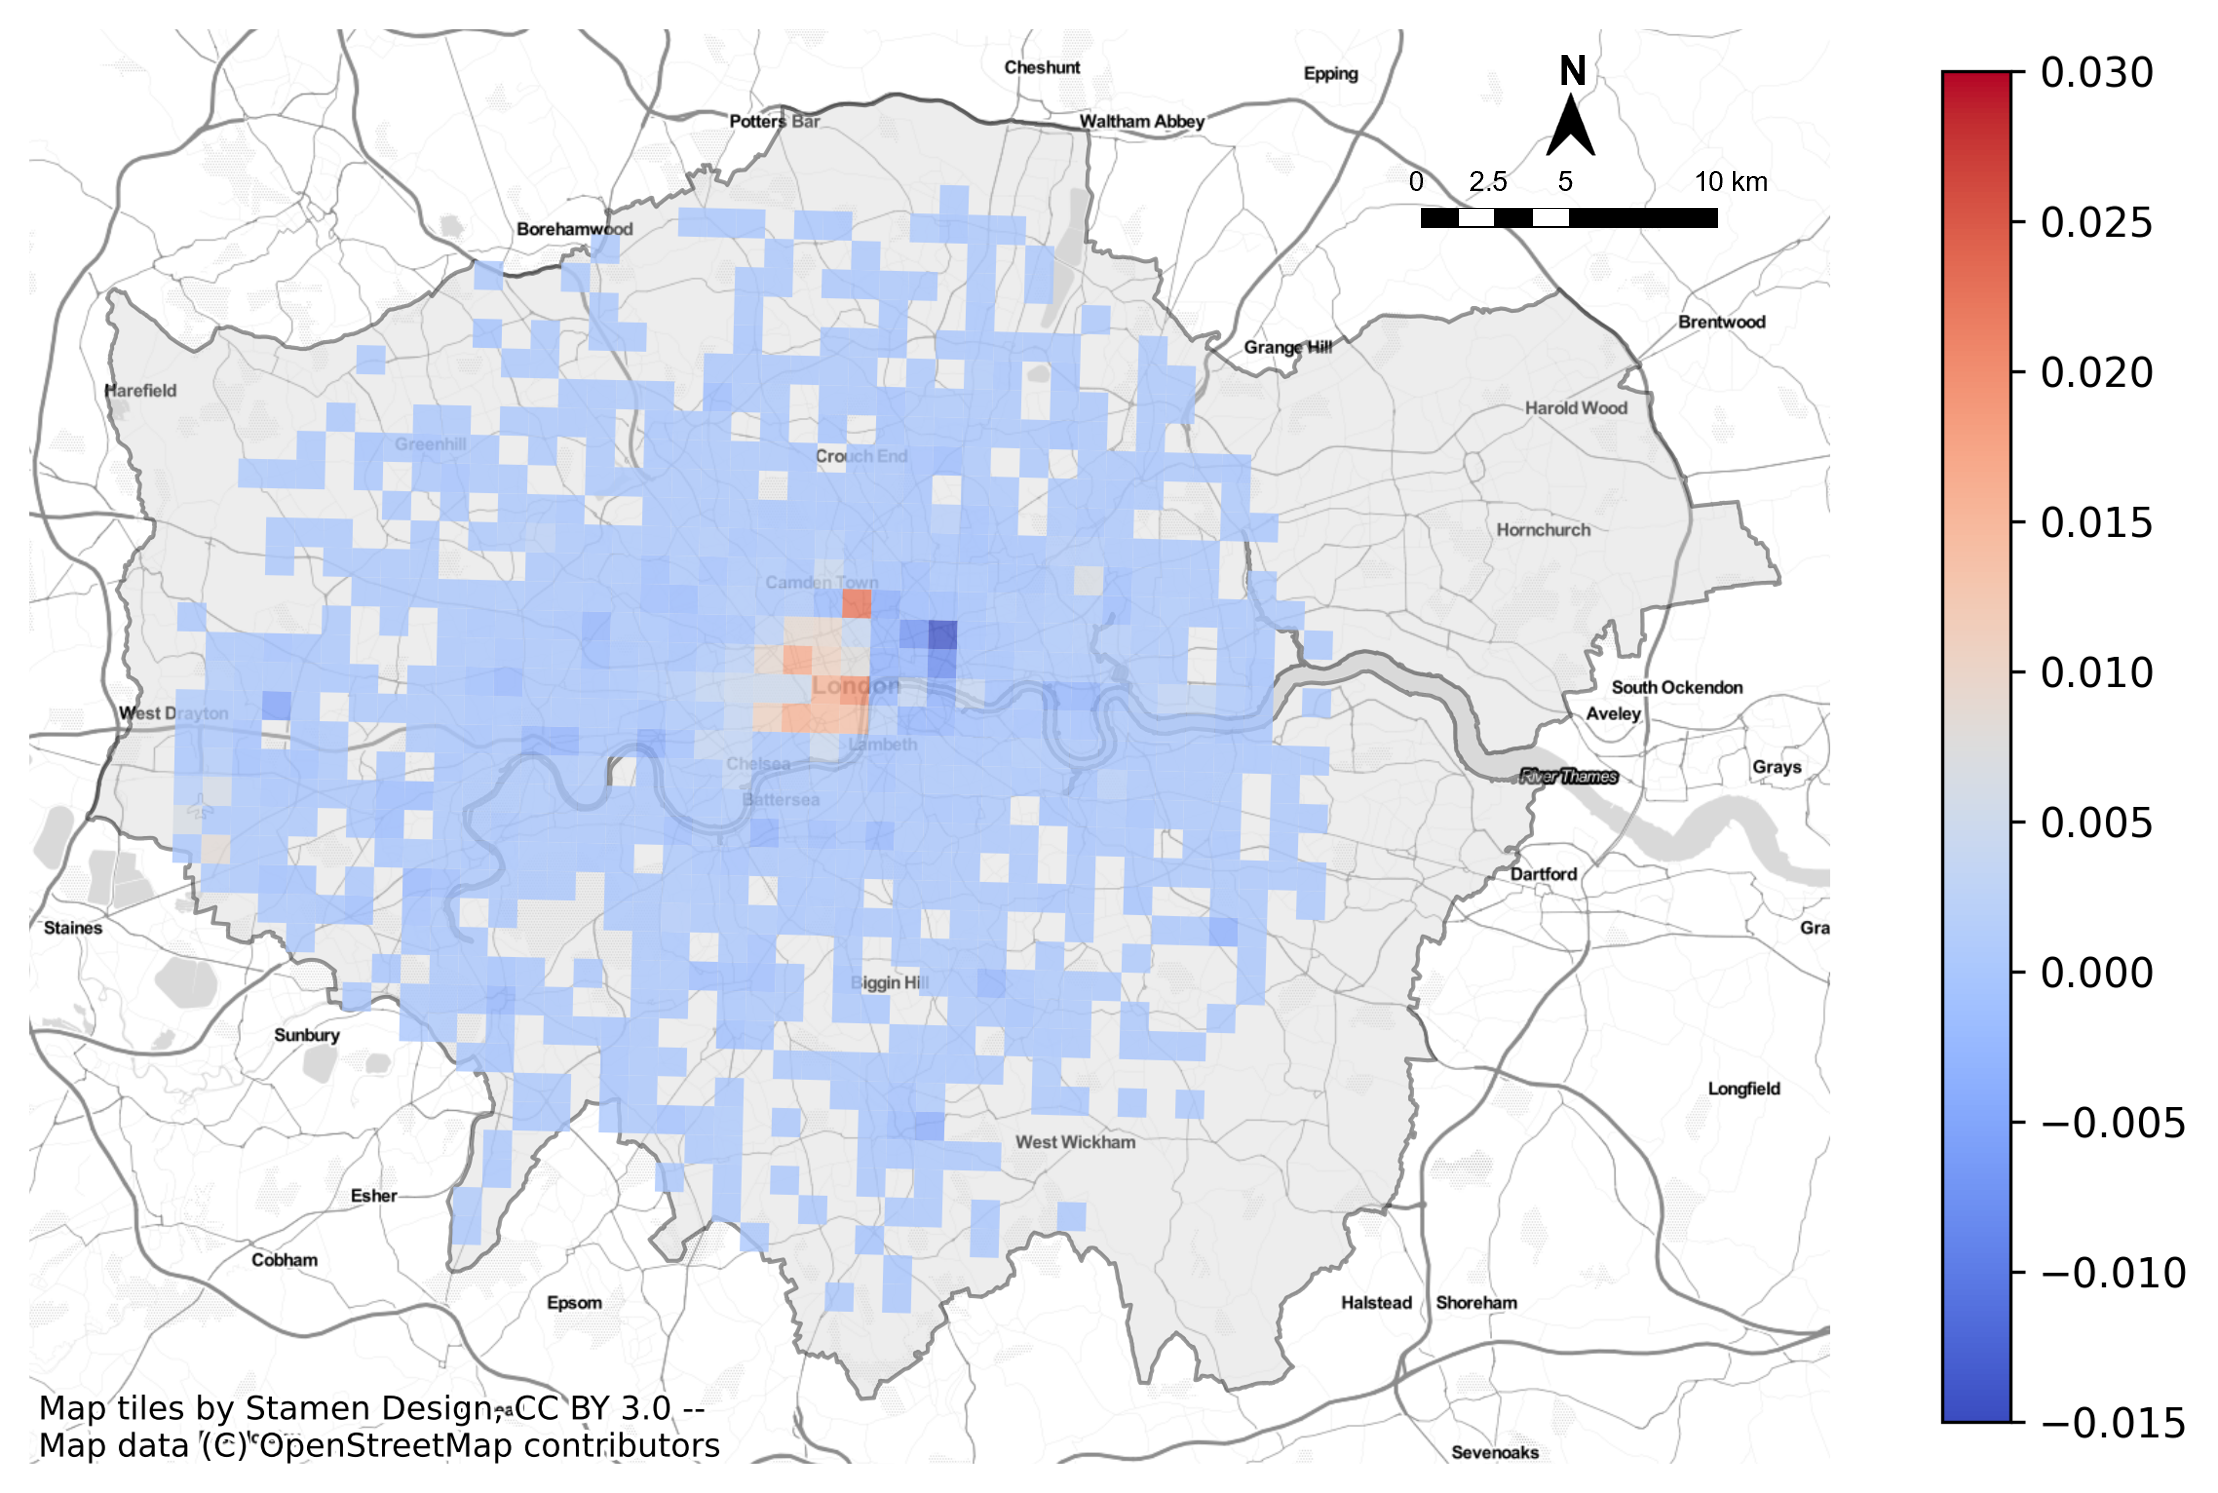 Cheshunt
Epping
N
Potters Bar
Waltham Abbey
0 2.5 5 10 km
Borehamwood
Brentwood
Grange Hill
Harefield
Harold Wood
Greenhill
Crouch End
Hornchurch
Camden Town
London
South Ockendon
West Drayton
Aveley
Lambeth
Chelsea
Grays
River Thames
Battersea
Dartford
Staines
Gra
Biggin Hill
Sunbury
Longfield
West Wickham
Esher
Cobham
Epsom
Halstead
Shoreham
Sevenoaks
Map tiles by Stamen Design, CC BY 3.0 --
Map data (C) OpenStreetMap contributors
0.030
0.025
0.020
0.015
0.010
0.005
0.000
−0.005
−0.010
−0.015